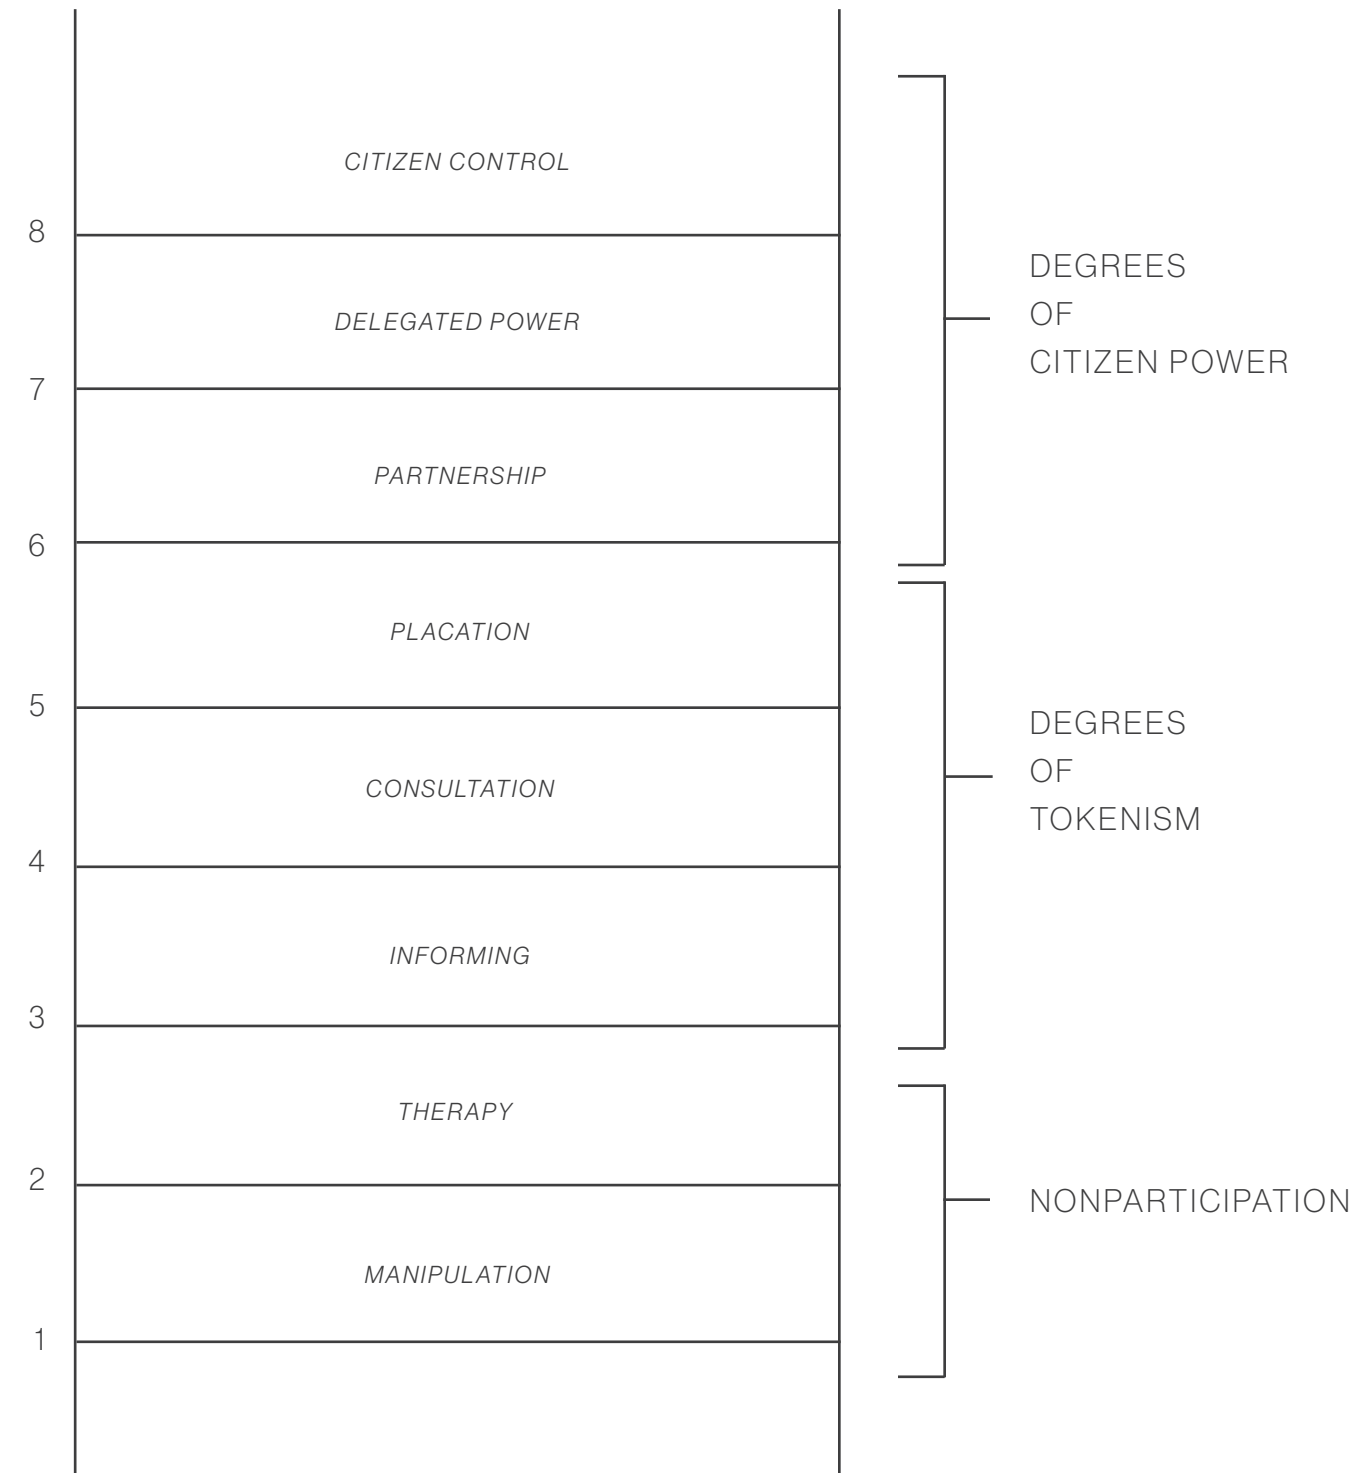 CITIZEN CONTROL
8
DELEGATED POWER
7
PARTNERSHIP
6
PLACATION
5
CONSULTATION
4
INFORMING
3
THERAPY
2
MANIPULATION
1
DEGREES
OF
CITIZEN POWER
DEGREES
OF
TOKENISM
NONPARTICIPATION